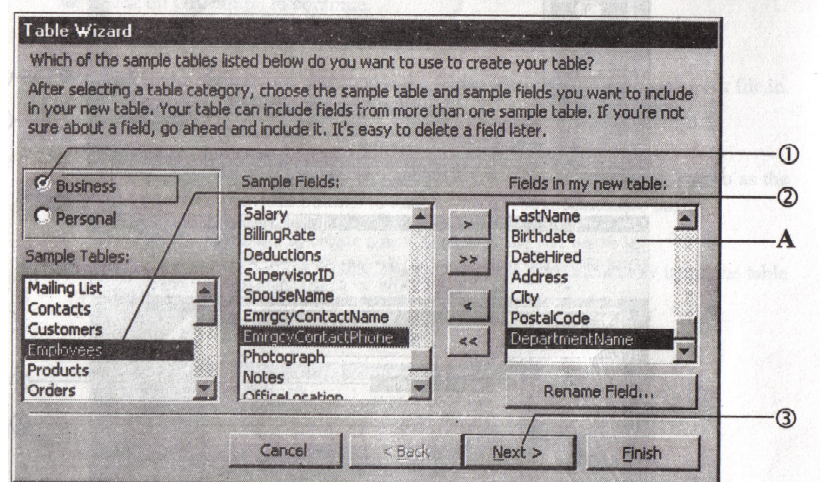 Table Wizard
Which of the sample tables listed below do you want to use to create your table?
After selecting a table category, choose the sample table and sample fields you want to include
in your new table. Your table can include fields from more than one sample table. If you're not
sure about a field, go ahead and include it. It's easy to delete a field later.
①
Business
Personal
②
Sample Tables:
Mailing List
Contacts
Customers
Employees
Products
Orders
Sample Fields:
Salary
BillingRate
Deductions
SupervisorID
SpouseName
EmrgcyContactName
EmrgcyContactPhone
Photograph
Notes
OfficeLocation
>
>>
<
<<
Fields in my new table:
LastName
Birthdate
DateHired
Address
City
PostalCode
DepartmentName
A
Rename Field...
③
Cancel
< Back
Next >
Finish